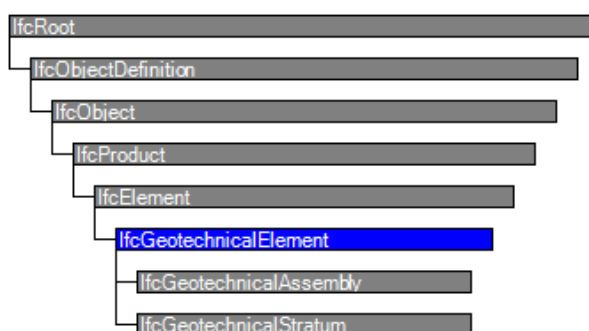 IfcRoot
IfcObjectDefinition
IfcObject
IfcProduct
IfcElement
IfcGeotechnicalElement
IfcGeotechnicalAssembly
IfcGeotechnicalStratum